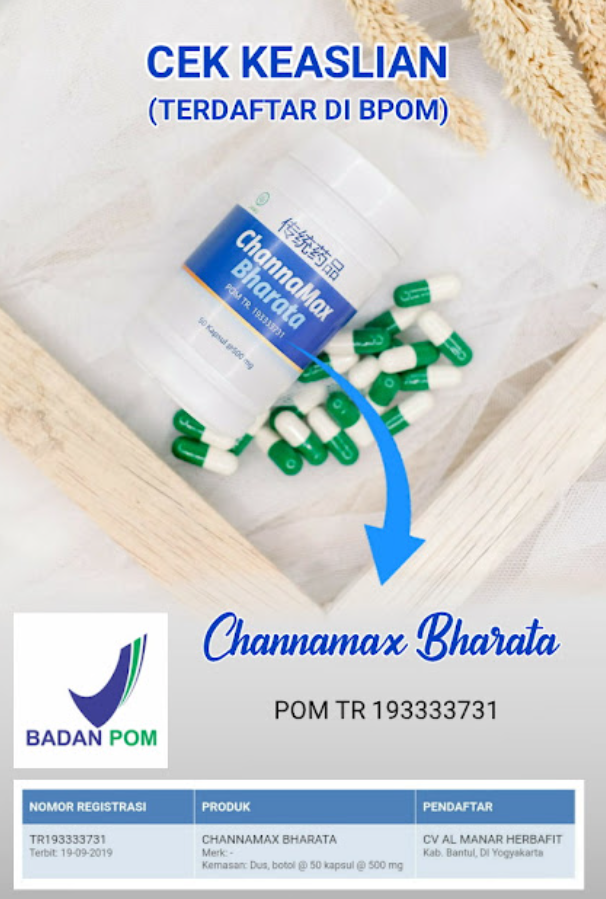 CEK KEASLIAN
(TERDAFTAR DI BPOM)
传统药品
ChannaMax
Bharata
POM TR. 193333731
50 Kapsul @500 mg
Channamax Bharata
POM TR 193333731
BADAN POM
NOMOR REGISTRASI PRODUK PENDAFTAR
TR193333731 CHANNAMAX BHARATA CV AL MANAR HERBAFIT
Terbit: 19-09-2019 Merk: - Kab. Bantul, DI Yogyakarta
Kemasan: Dus, botol @ 50 kapsul @ 500 mg